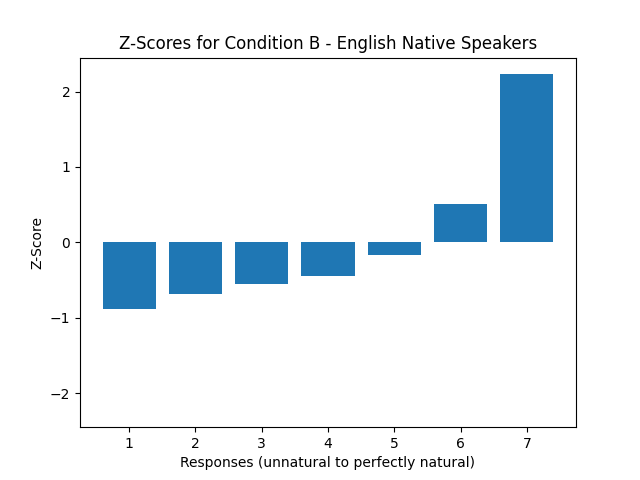 Z-Scores for Condition B - English Native Speakers
2
1
0
−1
−2
Z-Score
1 2 3 4 5 6 7
Responses (unnatural to perfectly natural)